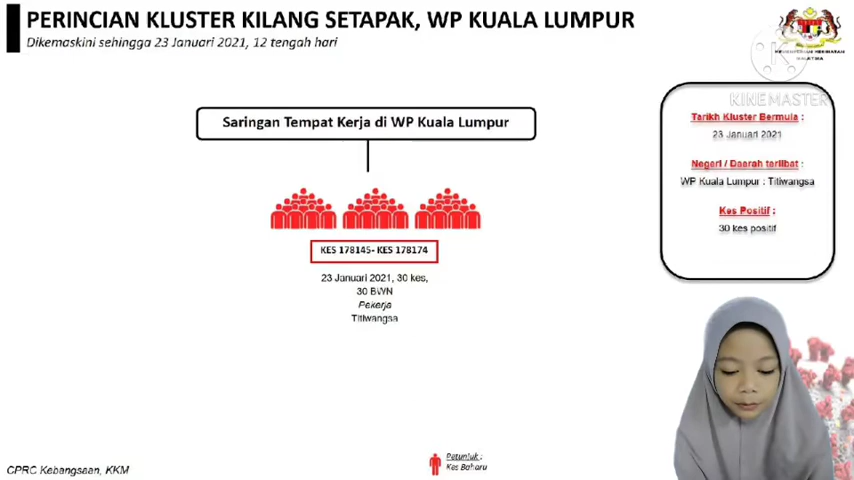 PERINCIAN KLUSTER KILANG SETAPAK, WP KUALA LUMPUR
Dikemaskini sehingga 23 Januari 2021, 12 tengah hari
KEMENTERIAN KESIHATAN
MALAYSIA
KINEMASTER
Saringan Tempat Kerja di WP Kuala Lumpur
Tarikh Kluster Bermula :
23 Januari 2021
Negeri / Daerah terlibat :
WP Kuala Lumpur : Titiwangsa
Kes Positif :
30 kes positif
KES 178145- KES 178174
23 Januari 2021, 30 kes,
30 BWN
Pekerja
Titiwangsa
Petunjuk :
Kes Baharu
CPRC Kebangsaan, KKM